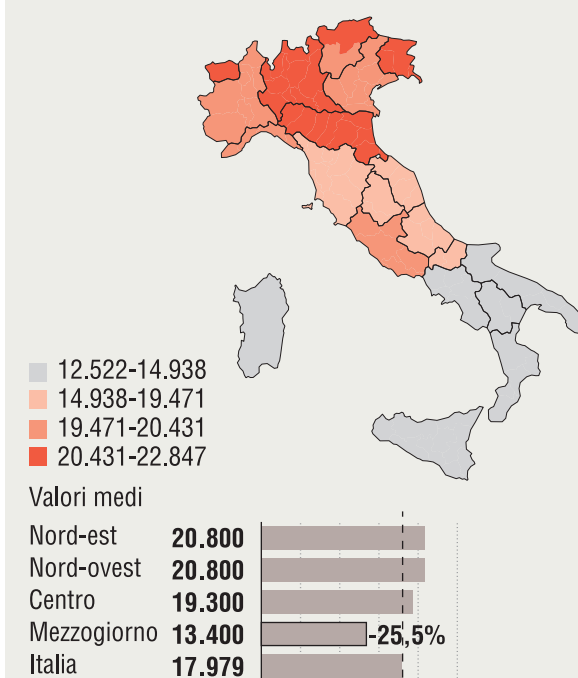 12.522-14.938
14.938-19.471
19.471-20.431
20.431-22.847
Valori medi
Nord-est 20.800
Nord-ovest 20.800
Centro 19.300
Mezzogiorno 13.400 -25,5%
Italia 17.979